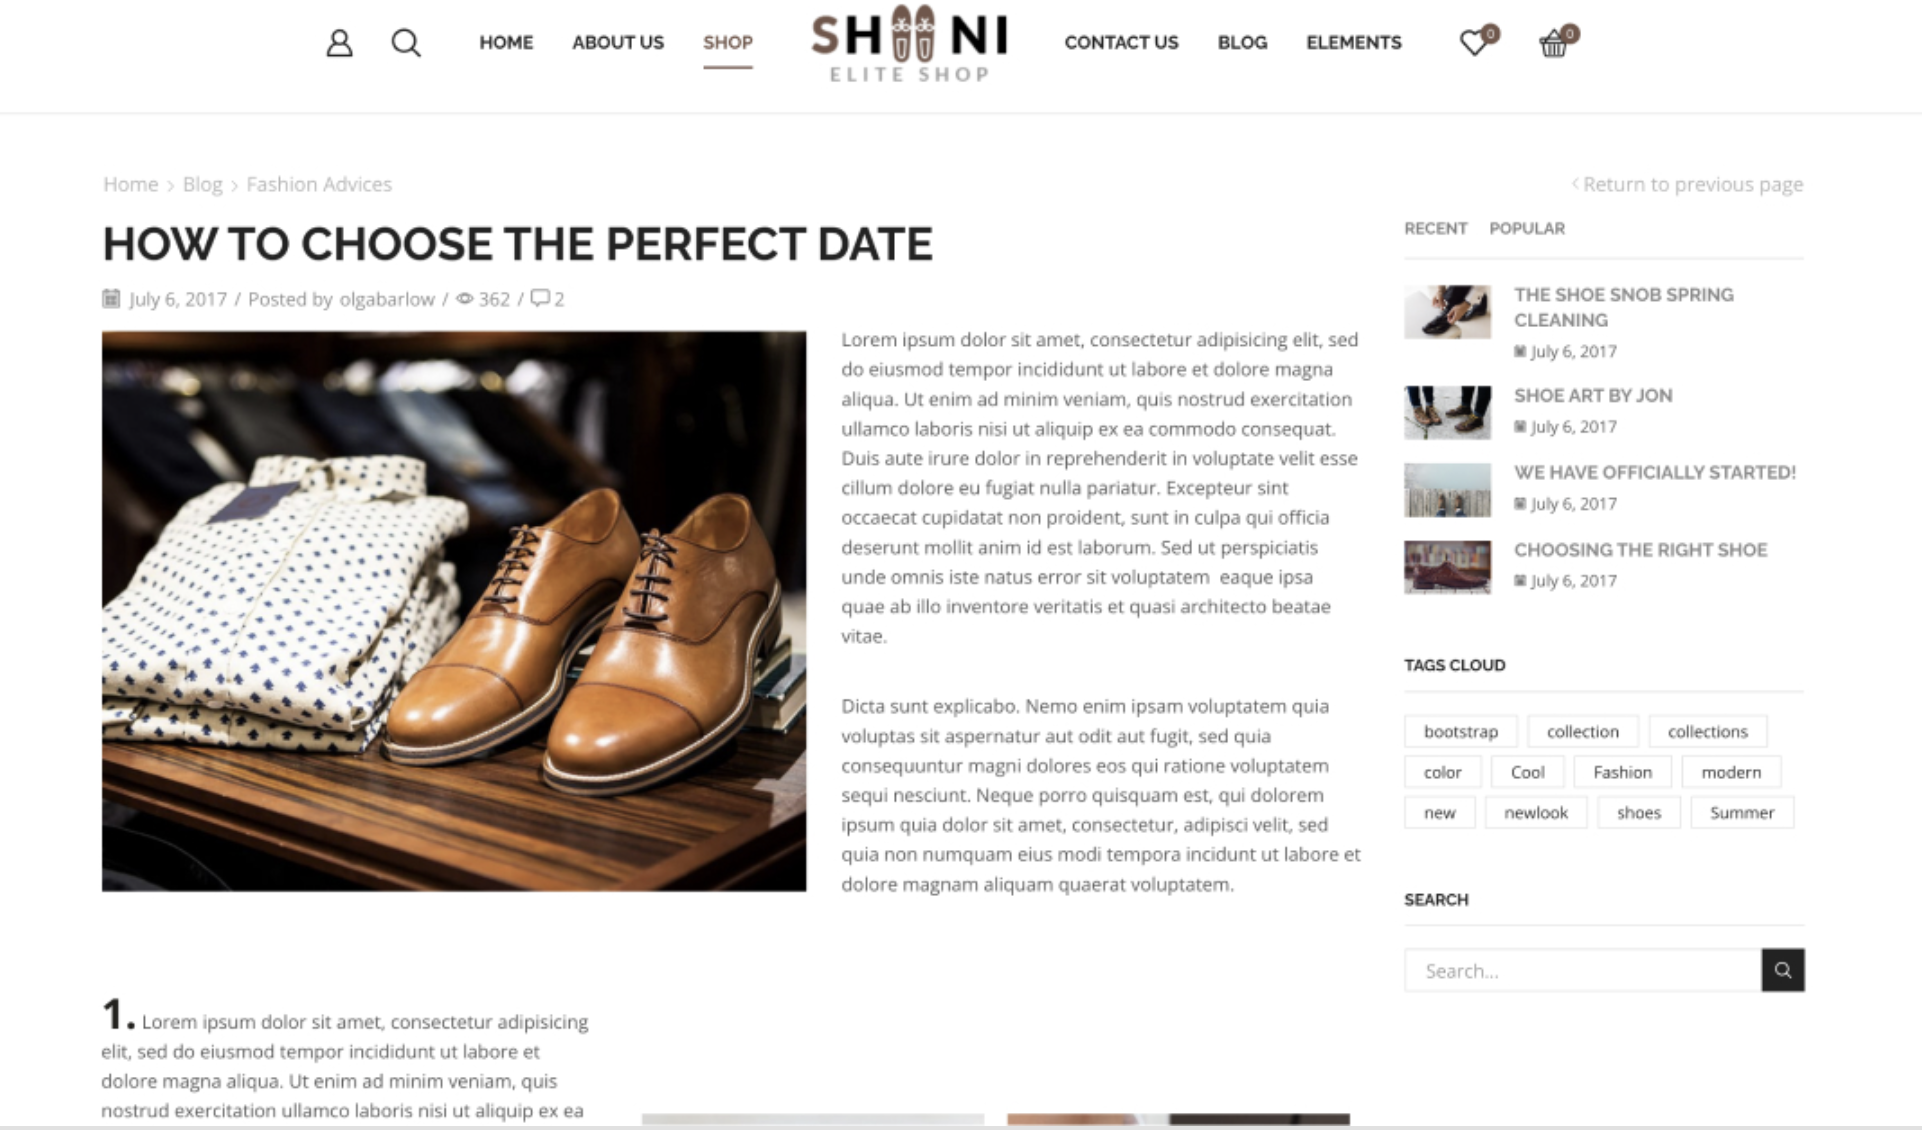 HOME ABOUT US SHOP SHOONI CONTACT US BLOG ELEMENTS 0 0
ELITE SHOP
Home > Blog > Fashion Advices
< Return to previous page
HOW TO CHOOSE THE PERFECT DATE
July 6, 2017 / Posted by olgabarlow / 362 / 2
Lorem ipsum dolor sit amet, consectetur adipisicing elit, sed
do eiusmod tempor incididunt ut labore et dolore magna
aliqua. Ut enim ad minim veniam, quis nostrud exercitation
ullamco laboris nisi ut aliquip ex ea commodo consequat.
Duis aute irure dolor in reprehenderit in voluptate velit esse
cillum dolore eu fugiat nulla pariatur. Excepteur sint
occaecat cupidatat non proident, sunt in culpa qui officia
deserunt mollit anim id est laborum. Sed ut perspiciatis
unde omnis iste natus error sit voluptatem eaque ipsa
quae ab illo inventore veritatis et quasi architecto beatae
vitae.
Dicta sunt explicabo. Nemo enim ipsam voluptatem quia
voluptas sit aspernatur aut odit aut fugit, sed quia
consequuntur magni dolores eos qui ratione voluptatem
sequi nesciunt. Neque porro quisquam est, qui dolorem
ipsum quia dolor sit amet, consectetur, adipisci velit, sed
quia non numquam eius modi tempora incidunt ut labore et
dolore magnam aliquam quaerat voluptatem.
1. Lorem ipsum dolor sit amet, consectetur adipisicing
elit, sed do eiusmod tempor incididunt ut labore et
dolore magna aliqua. Ut enim ad minim veniam, quis
nostrud exercitation ullamco laboris nisi ut aliquip ex ea
RECENT POPULAR
THE SHOE SNOB SPRING
CLEANING
July 6, 2017
SHOE ART BY JON
July 6, 2017
WE HAVE OFFICIALLY STARTED!
July 6, 2017
CHOOSING THE RIGHT SHOE
July 6, 2017
TAGS CLOUD
bootstrap collection collections
color Cool Fashion modern
new newlook shoes Summer
SEARCH
Search...